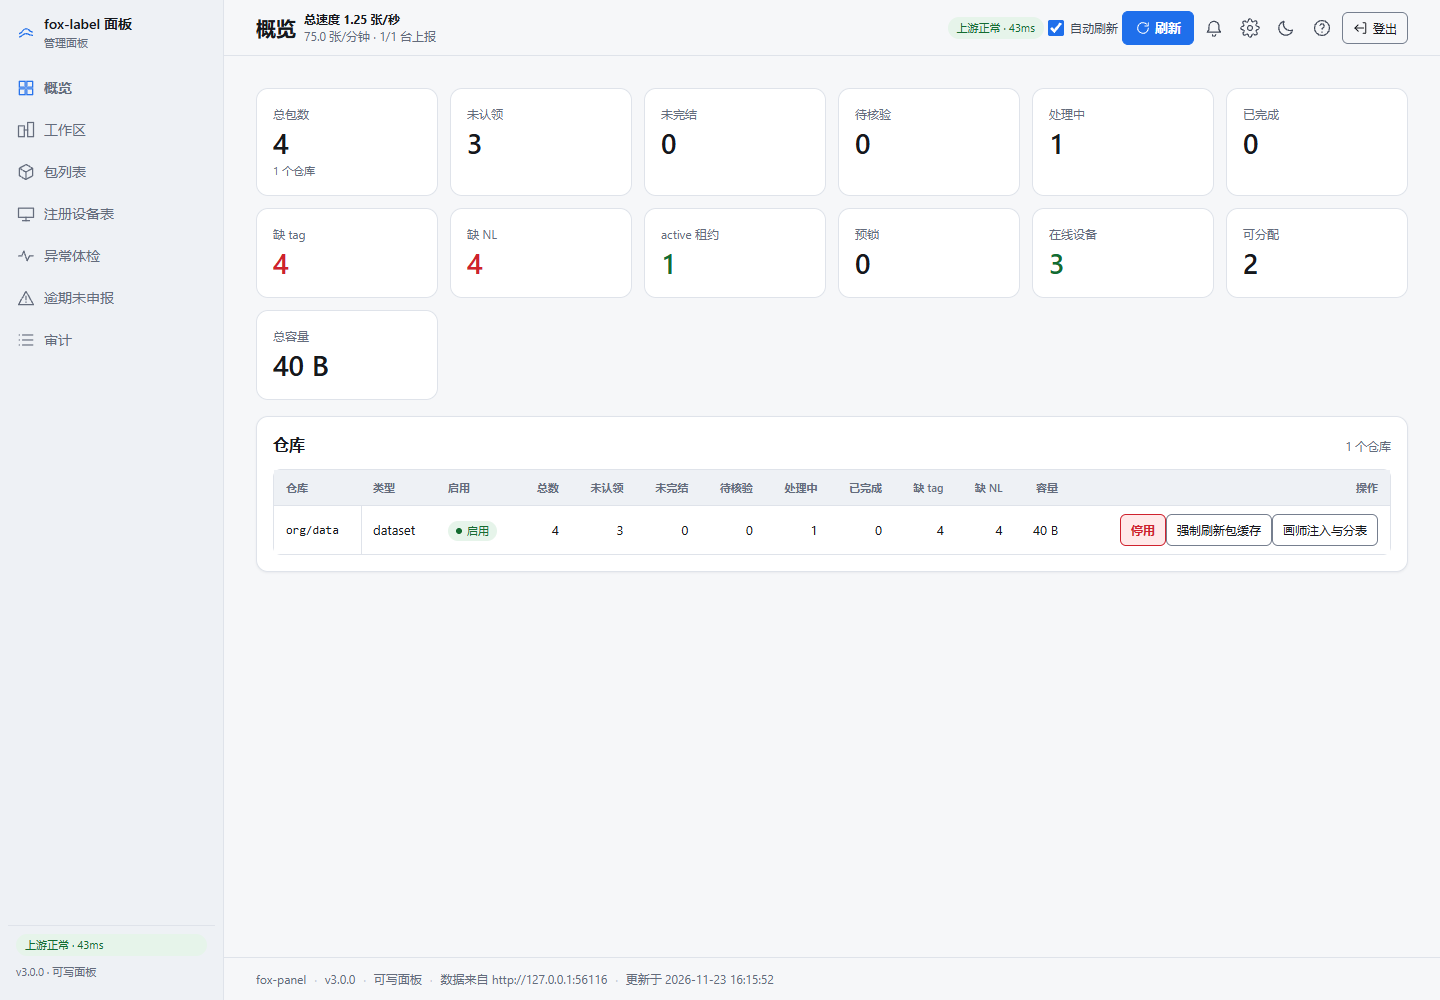 fox-label 面板
管理面板
概览
工作区
包列表
注册设备表
异常体检
逾期未申报
审计
上游正常 · 43ms
v3.0.0 · 可写面板
概览
总速度 1.25 张/秒
75.0 张/分钟 · 1/1 台上报
上游正常 · 43ms
自动刷新
刷新
登出
总包数
4
1 个仓库
未认领
3
未完结
0
待核验
0
处理中
1
已完成
0
缺 tag
4
缺 NL
4
active 租约
1
预锁
0
在线设备
3
可分配
2
总容量
40 B
仓库
1 个仓库
仓库 类型 启用 总数 未认领 未完结 待核验 处理中 已完成 缺 tag 缺 NL 容量 操作
org/data dataset 启用 4 3 0 0 1 0 4 4 40 B 停用 强制刷新包缓存 画师注入与分表
fox-panel · v3.0.0 · 可写面板 · 数据来自 http://127.0.0.1:56116 · 更新于 2026-11-23 16:15:52